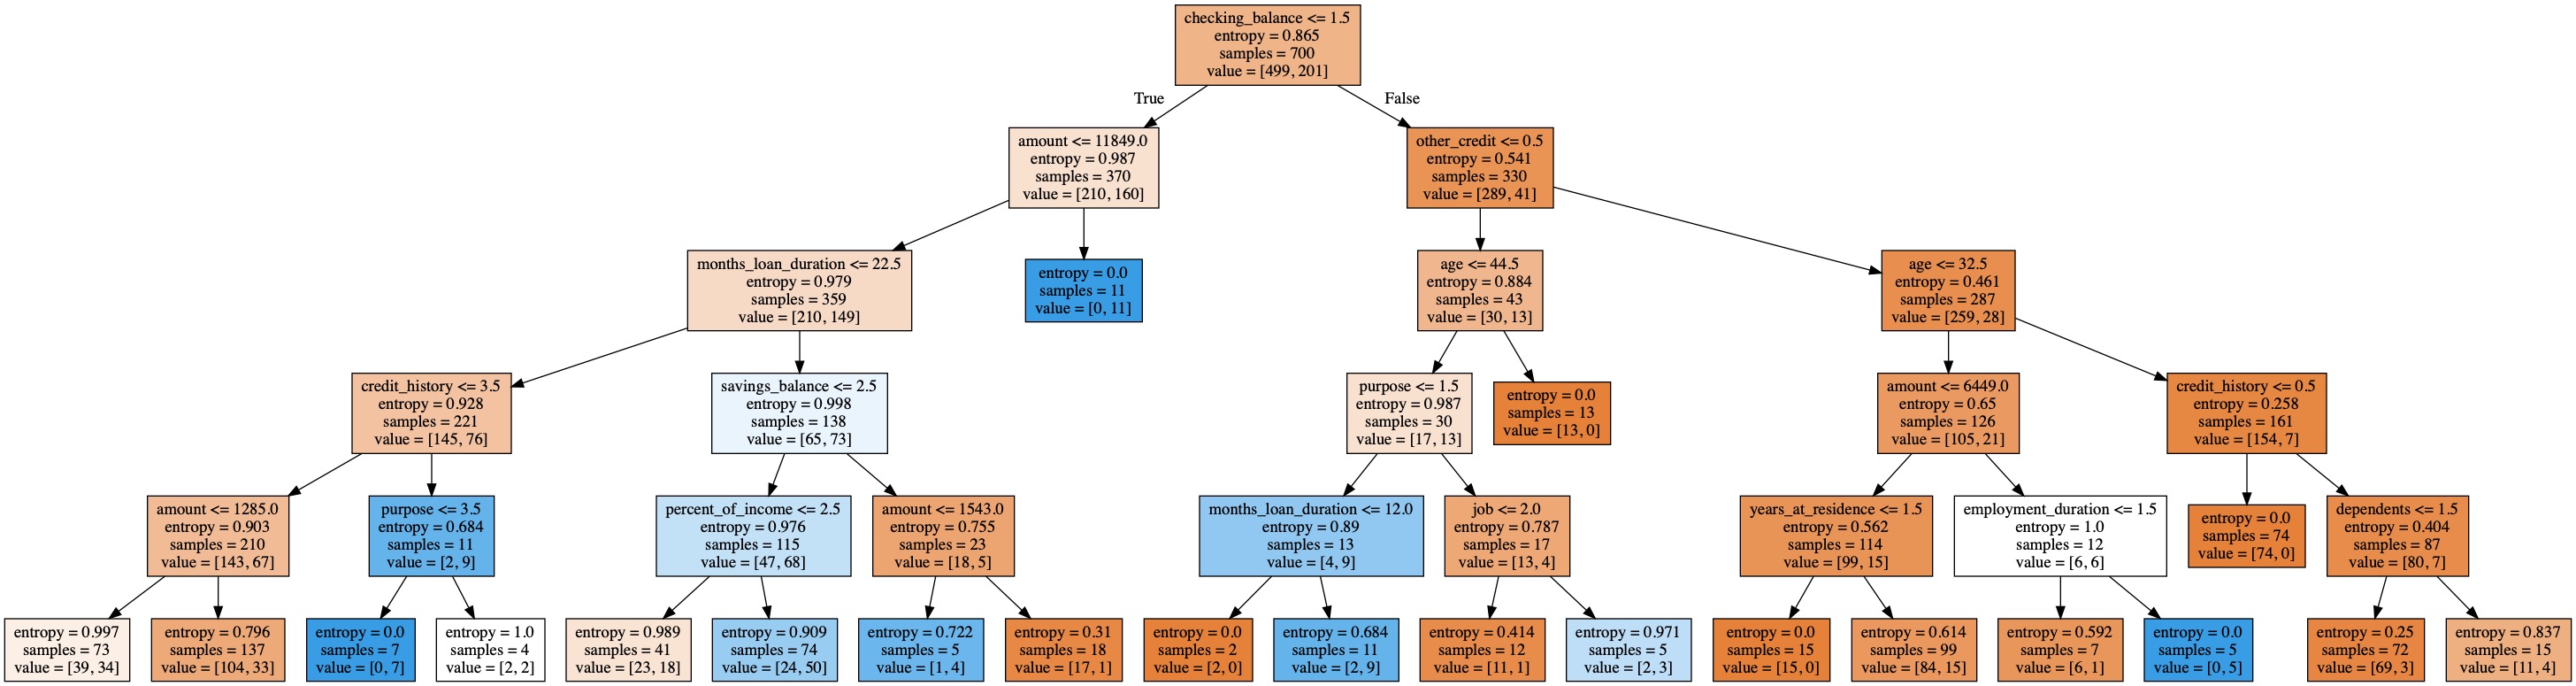 checking_balance <= 1.5
entropy = 0.865
samples = 700
value = [499, 201]
True
False
amount <= 11849.0
entropy = 0.987
samples = 370
value = [210, 160]
other_credit <= 0.5
entropy = 0.541
samples = 330
value = [289, 41]
months_loan_duration <= 22.5
entropy = 0.979
samples = 359
value = [210, 149]
entropy = 0.0
samples = 11
value = [0, 11]
age <= 44.5
entropy = 0.884
samples = 43
value = [30, 13]
age <= 32.5
entropy = 0.461
samples = 287
value = [259, 28]
credit_history <= 3.5
entropy = 0.928
samples = 221
value = [145, 76]
savings_balance <= 2.5
entropy = 0.998
samples = 138
value = [65, 73]
purpose <= 1.5
entropy = 0.987
samples = 30
value = [17, 13]
entropy = 0.0
samples = 13
value = [13, 0]
amount <= 6449.0
entropy = 0.65
samples = 126
value = [105, 21]
credit_history <= 0.5
entropy = 0.258
samples = 161
value = [154, 7]
amount <= 1285.0
entropy = 0.903
samples = 210
value = [143, 67]
purpose <= 3.5
entropy = 0.684
samples = 11
value = [2, 9]
percent_of_income <= 2.5
entropy = 0.976
samples = 115
value = [47, 68]
amount <= 1543.0
entropy = 0.755
samples = 23
value = [18, 5]
months_loan_duration <= 12.0
entropy = 0.89
samples = 13
value = [4, 9]
job <= 2.0
entropy = 0.787
samples = 17
value = [13, 4]
years_at_residence <= 1.5
entropy = 0.562
samples = 114
value = [99, 15]
employment_duration <= 1.5
entropy = 1.0
samples = 12
value = [6, 6]
entropy = 0.0
samples = 74
value = [74, 0]
dependents <= 1.5
entropy = 0.404
samples = 87
value = [80, 7]
entropy = 0.997
samples = 73
value = [39, 34]
entropy = 0.796
samples = 137
value = [104, 33]
entropy = 0.0
samples = 7
value = [0, 7]
entropy = 1.0
samples = 4
value = [2, 2]
entropy = 0.989
samples = 41
value = [23, 18]
entropy = 0.909
samples = 74
value = [24, 50]
entropy = 0.722
samples = 5
value = [1, 4]
entropy = 0.31
samples = 18
value = [17, 1]
entropy = 0.0
samples = 2
value = [2, 0]
entropy = 0.684
samples = 11
value = [2, 9]
entropy = 0.414
samples = 12
value = [11, 1]
entropy = 0.971
samples = 5
value = [2, 3]
entropy = 0.0
samples = 15
value = [15, 0]
entropy = 0.614
samples = 99
value = [84, 15]
entropy = 0.592
samples = 7
value = [6, 1]
entropy = 0.0
samples = 5
value = [0, 5]
entropy = 0.25
samples = 72
value = [69, 3]
entropy = 0.837
samples = 15
value = [11, 4]